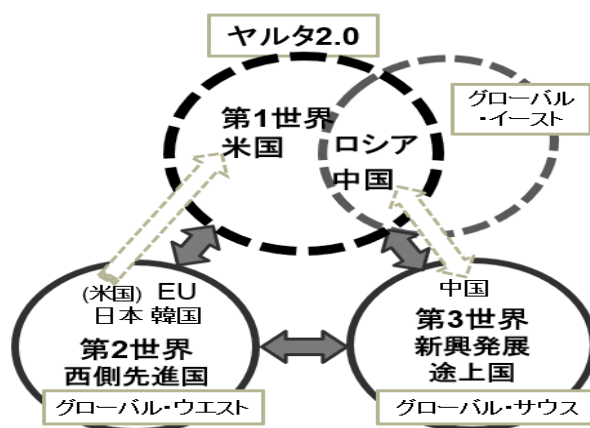 ヤルタ2.0
グローバル
・イースト
第1世界
米国
ロシア
中国
(米国) EU
日本 韓国
第2世界
西側先進国
グローバル・ウエスト
中国
第3世界
新興発展
途上国
グローバル・サウス